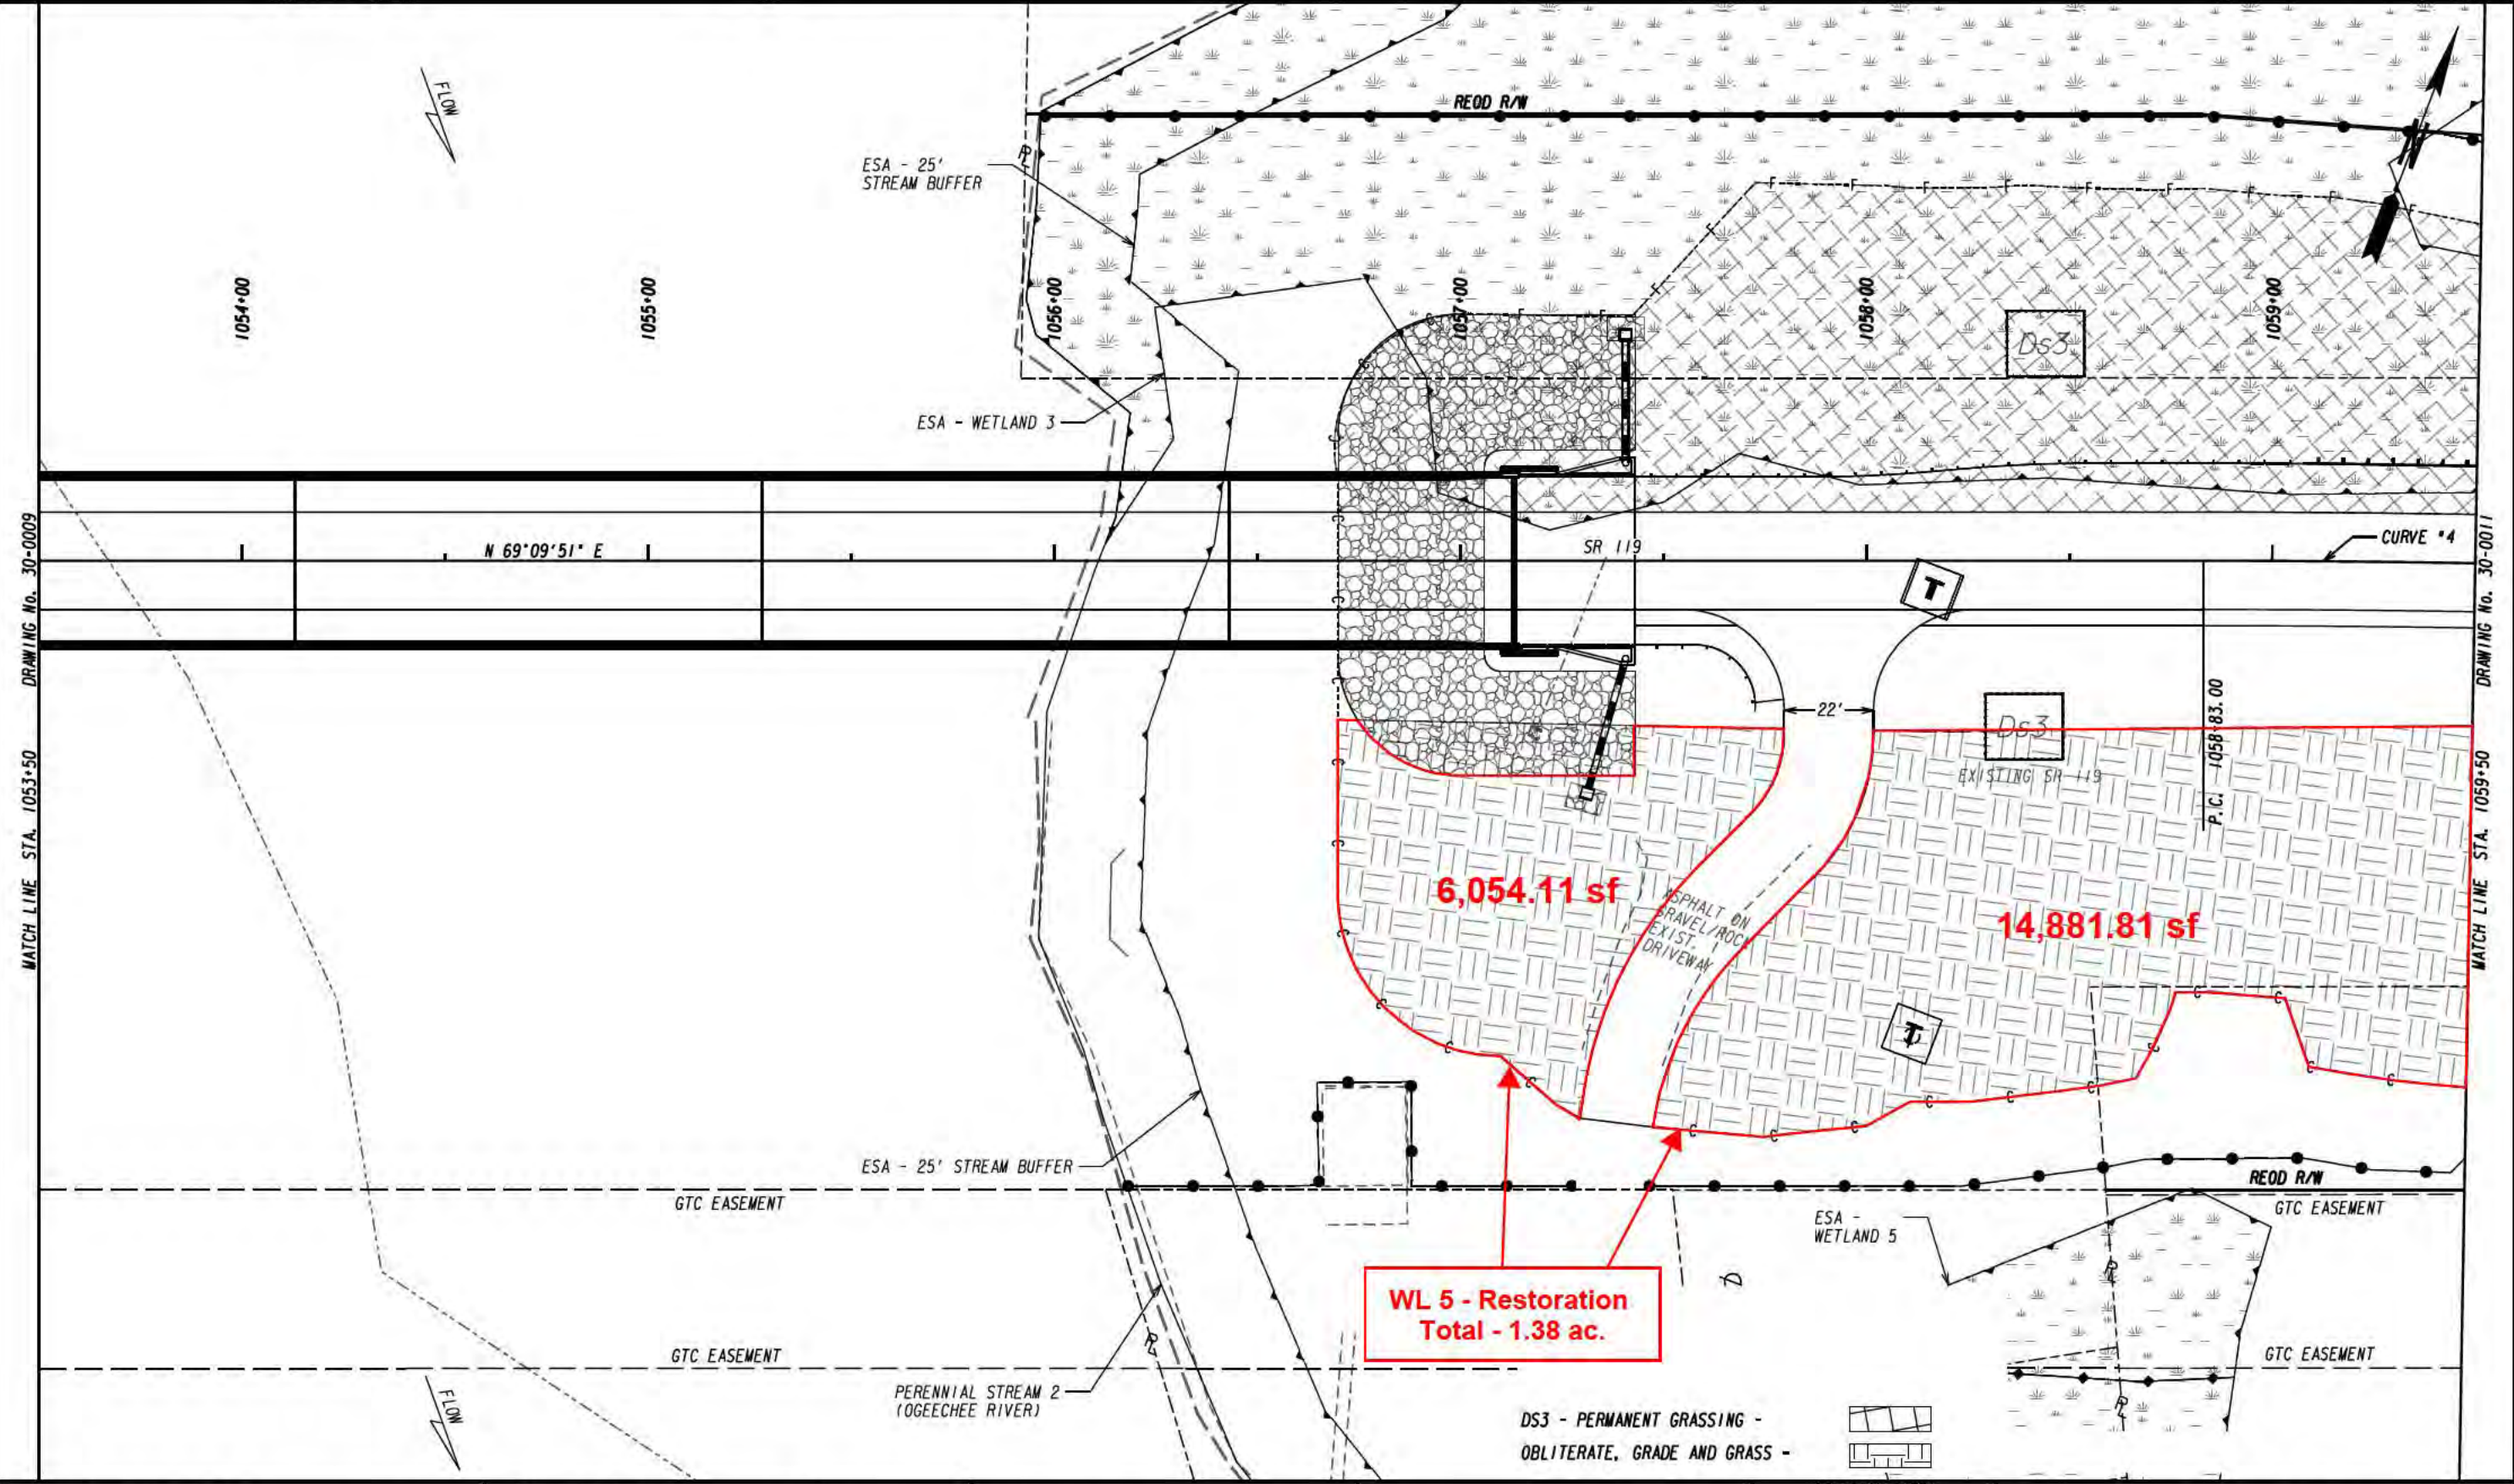 REQD R/W
FLOW
ESA - 25'
STREAM BUFFER
1054+00
1055+00
1056+00
1057+00
1058+00
1059+00
Ds3
ESA - WETLAND 3
MATCH LINE STA. 1053+50 DRAWING No. 30-0009
N 69°09'51" E
SR 119
CURVE #4
MATCH LINE STA. 1059+50 DRAWING No. 30-0011
T
22'
Ds3
EXISTING SR 119
P.C. 1058+83.00
6,054.11 sf
ASPHALT ON
GRAVEL/ROCK
EXIST.
DRIVEWAY
14,881.81 sf
T
ESA - 25' STREAM BUFFER
GTC EASEMENT
REQD R/W
GTC EASEMENT
ESA -
WETLAND 5
WL 5 - Restoration
Total - 1.38 ac.
GTC EASEMENT
GTC EASEMENT
FLOW
PERENNIAL STREAM 2
(OGEECHEE RIVER)
DS3 - PERMANENT GRASSING -
OBLITERATE, GRADE AND GRASS -